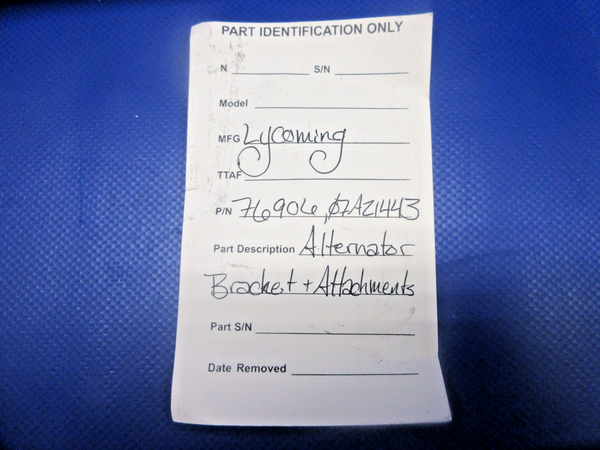 PART IDENTIFICATION ONLY
N S/N
Model
MFG Lycoming
TTAF
P/N 76906, 07A21443
Part Description Alternator
Bracket + Attachments
Part S/N
Date Removed